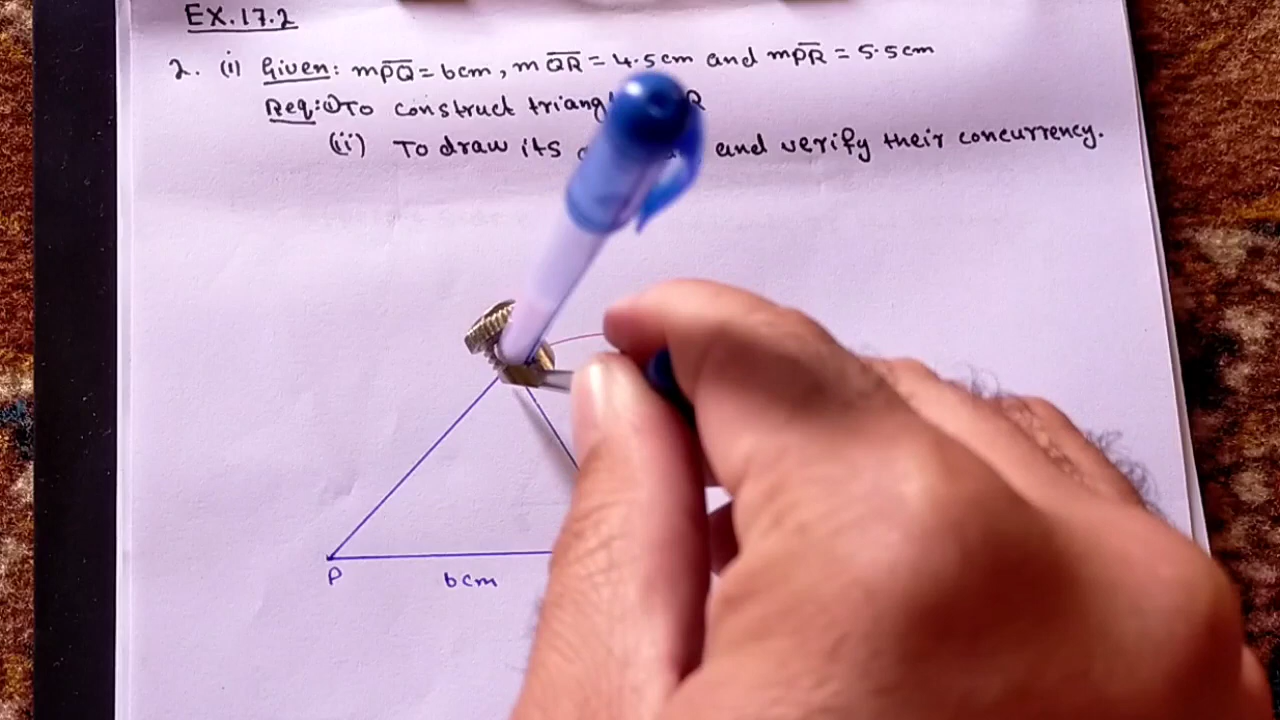 EX.17.2
2. (i) Given: mPQ = 6cm, mQR = 4.5cm and mPR = 5.5cm
Req: (i) To construct
(ii) To draw its and verify their concurrency.
P 6cm